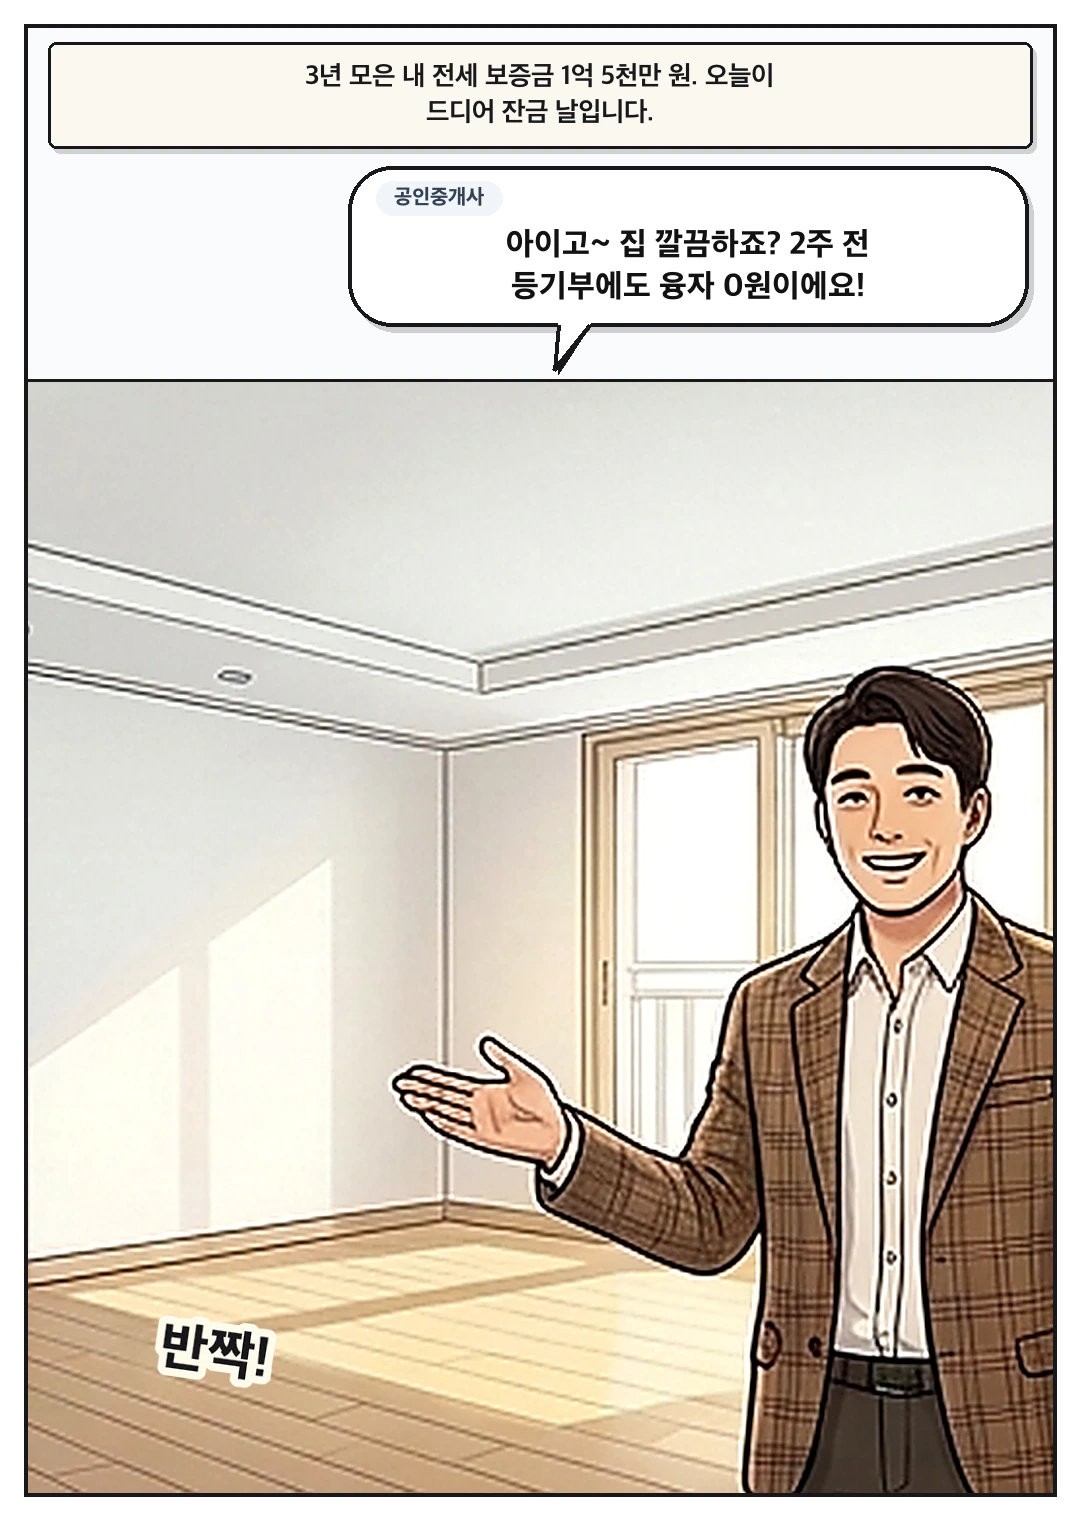 3년 모은 내 전세 보증금 1억 5천만 원. 오늘이
드디어 잔금 날입니다.
공인중개사
아이고~ 집 깔끔하죠? 2주 전
등기부에도 융자 0원이에요!
반짝!